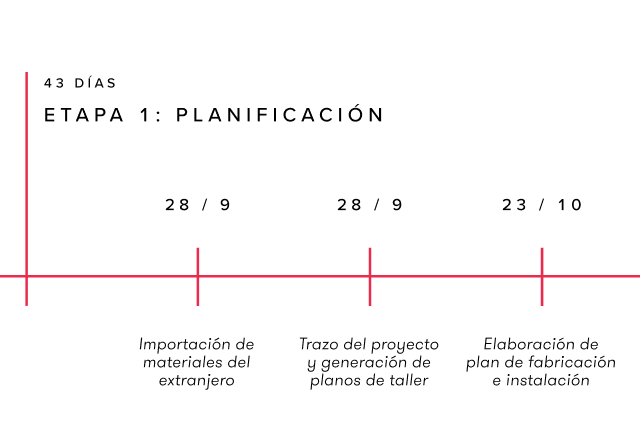 43 DÍAS
ETAPA 1: PLANIFICACIÓN
28 / 9
28 / 9
23 / 10
Importación de
materiales del
extranjero
Trazo del proyecto
y generación de
planos de taller
Elaboración de
plan de fabricación
e instalación